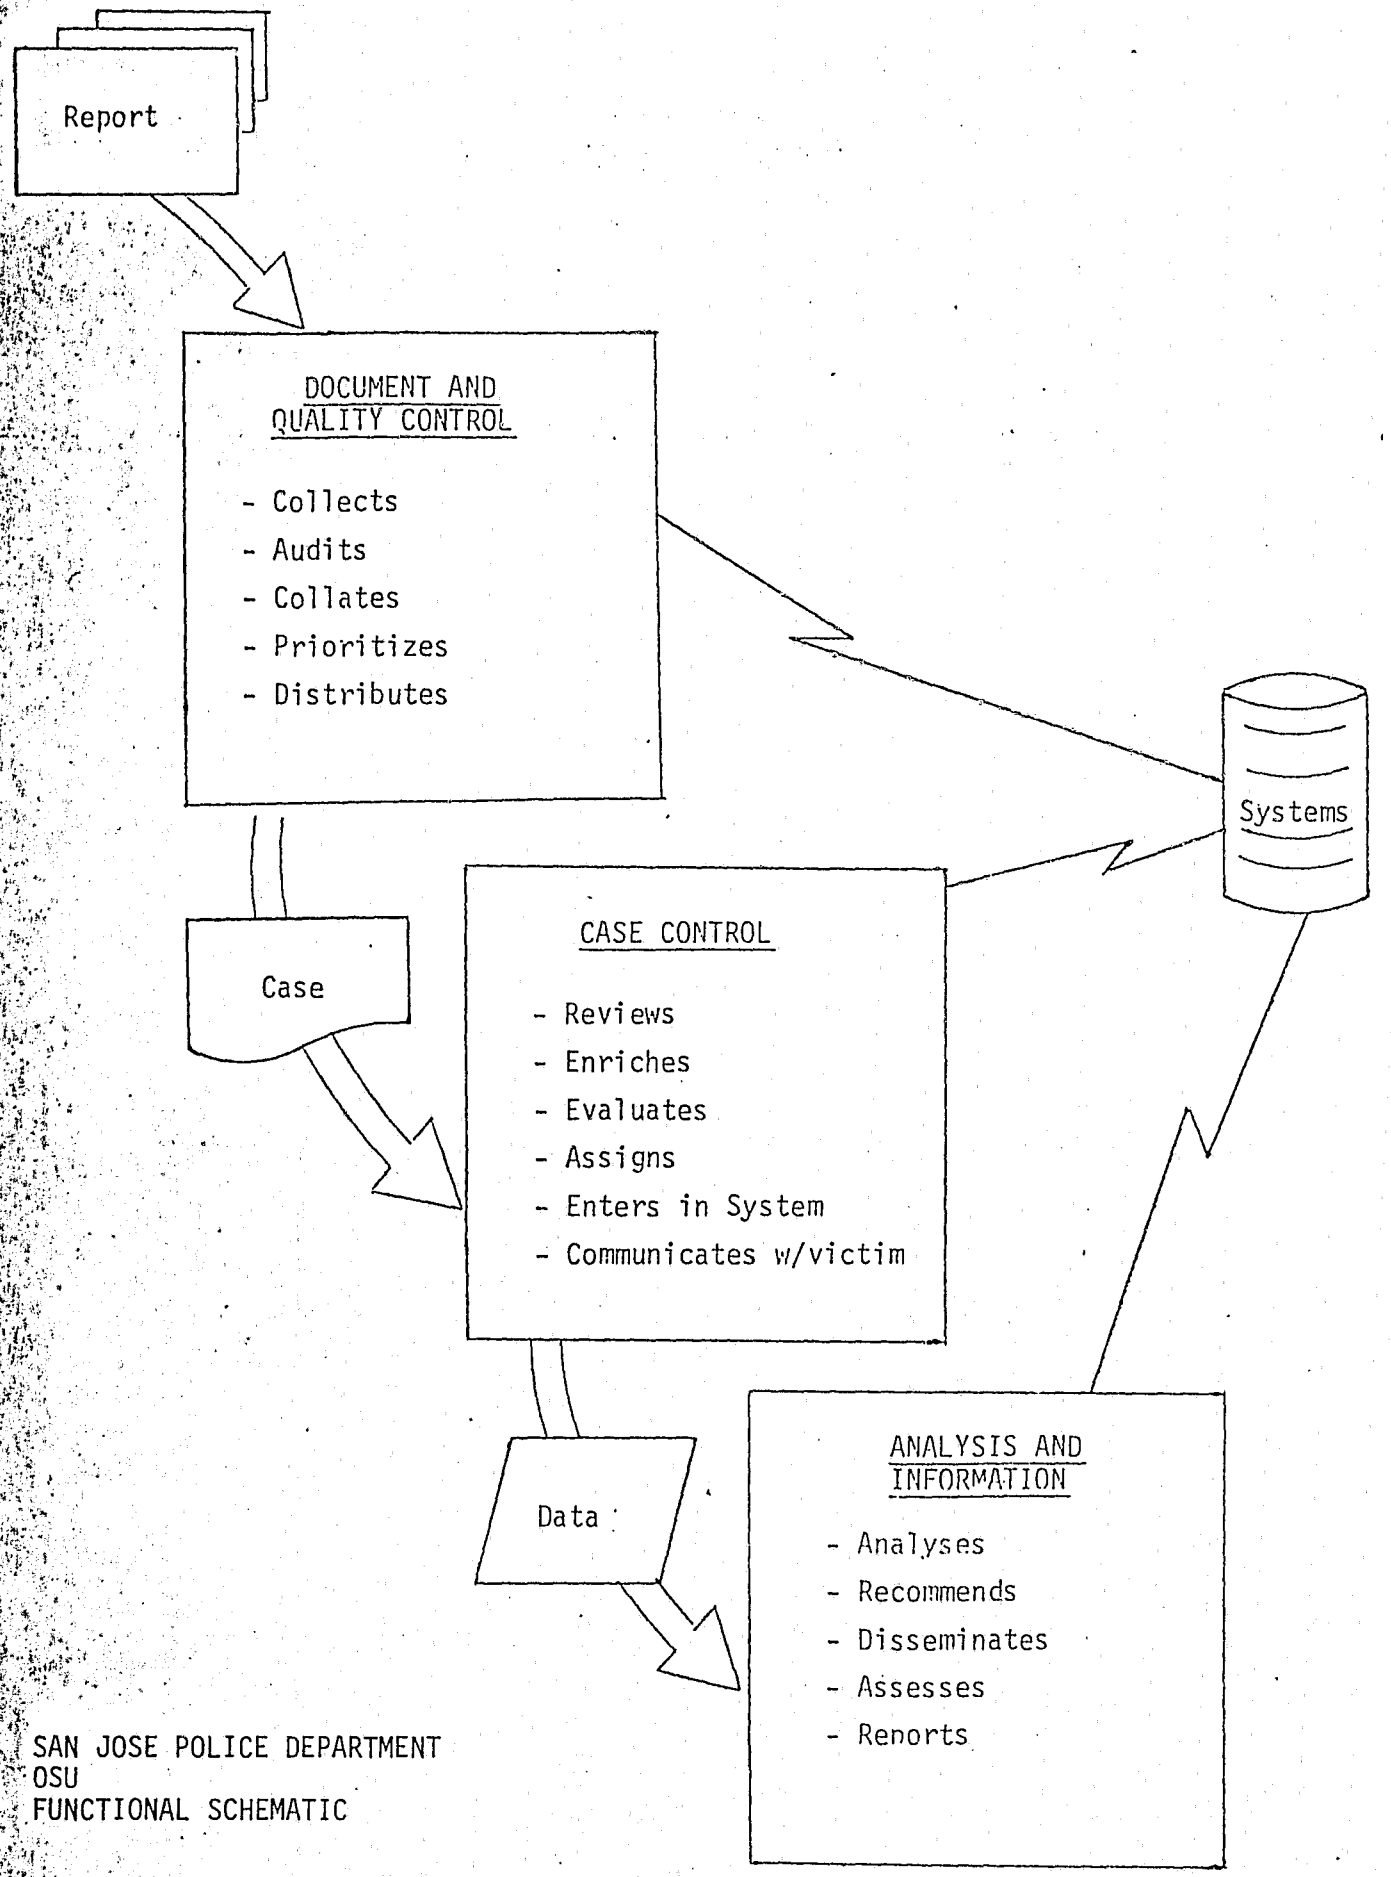 Report
DOCUMENT AND
QUALITY CONTROL
- Collects
- Audits
- Collates
- Prioritizes
- Distributes
Systems
Case
CASE CONTROL
- Reviews
- Enriches
- Evaluates
- Assigns
- Enters in System
- Communicates w/victim
Data
ANALYSIS AND
INFORMATION
- Analyses
- Recommends
- Disseminates
- Assesses
- Renorts
SAN JOSE POLICE DEPARTMENT
OSU
FUNCTIONAL SCHEMATIC